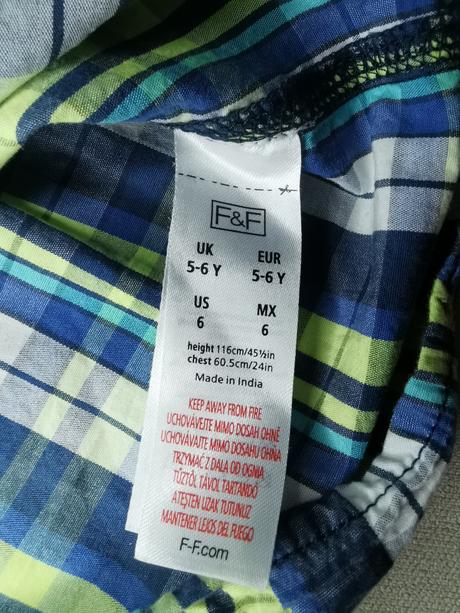 F&F
UK EUR
5-6 Y 5-6 Y
US MX
6 6
height 116cm/45½in
chest 60.5cm/24in
Made in India
KEEP AWAY FROM FIRE
UCHOVÁVEJTE MIMO DOSAH OHNĚ
UCHOVÁVAJTE MIMO DOSAHU OHŇA
TRZYMAĆ Z DALA OD OGNIA
TŰZTŐL TÁVOL TARTANDÓ
ATEŞTEN UZAK TUTUNUZ
MANTENER LEJOS DEL FUEGO
F-F.com